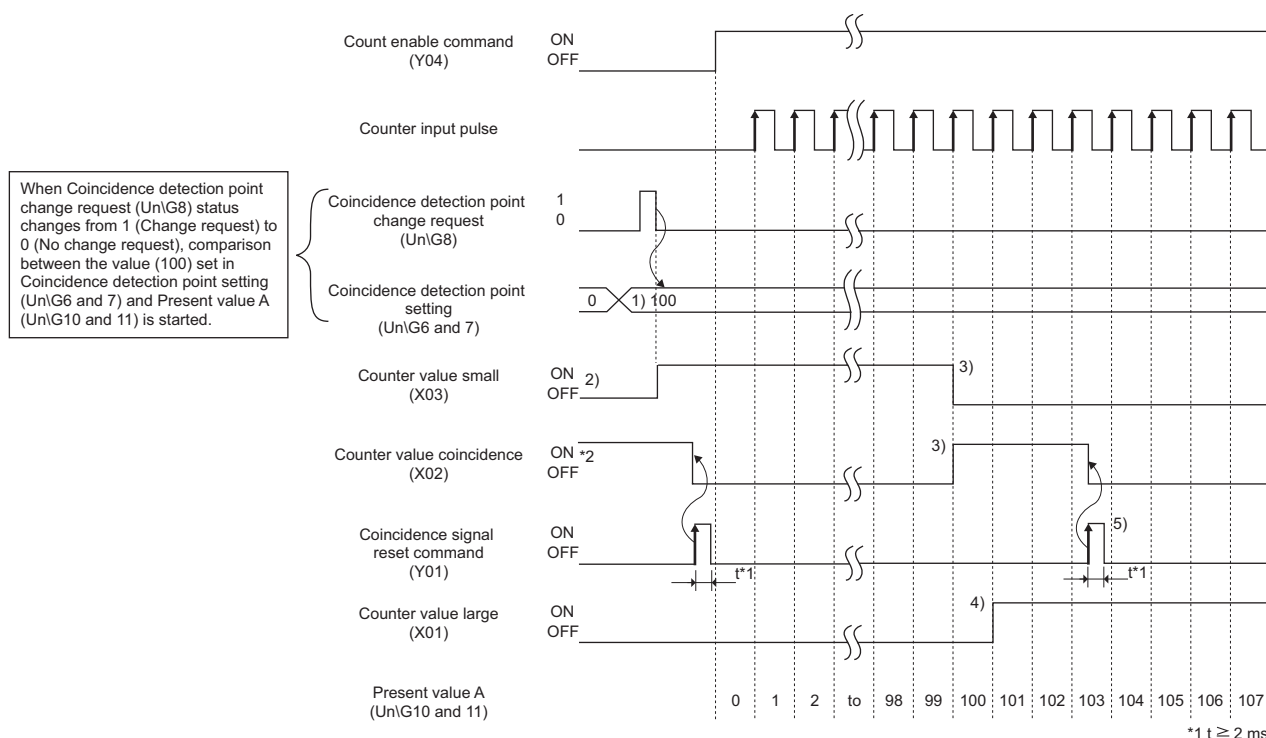 Count enable command
(Y04)
ON
OFF
Counter input pulse
When Coincidence detection point
change request (Un\G8) status
changes from 1 (Change request) to
0 (No change request), comparison
between the value (100) set in
Coincidence detection point setting
(Un\G6 and 7) and Present value A
(Un\G10 and 11) is started.
Coincidence detection point
change request
(Un\G8)
1
0
Coincidence detection point
setting
(Un\G6 and 7)
0 1) 100
Counter value small
(X03)
ON 2)
OFF
3)
Counter value coincidence
(X02)
ON *2
OFF
3)
Coincidence signal
reset command
(Y01)
ON
OFF
t*1
5)
t*1
Counter value large
(X01)
ON
OFF
4)
Present value A
(Un\G10 and 11)
0 1 2 to 98 99 100 101 102 103 104 105 106 107
*1 t ≧ 2 ms